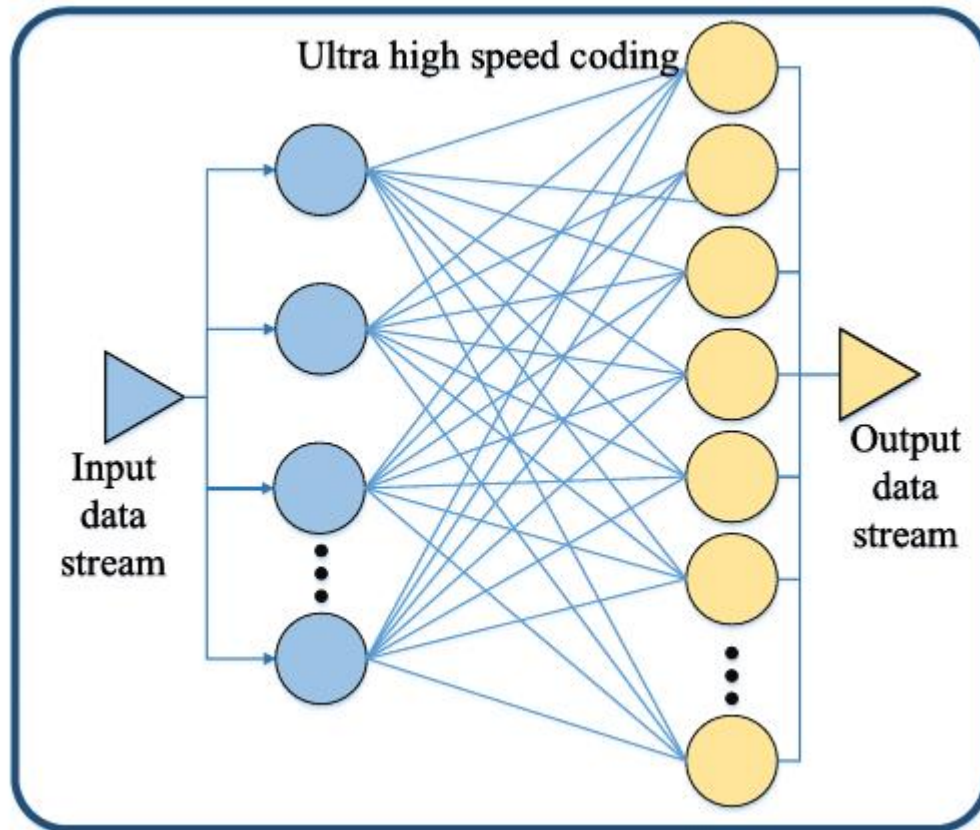 Ultra high speed coding
Input
data
stream
Output
data
stream